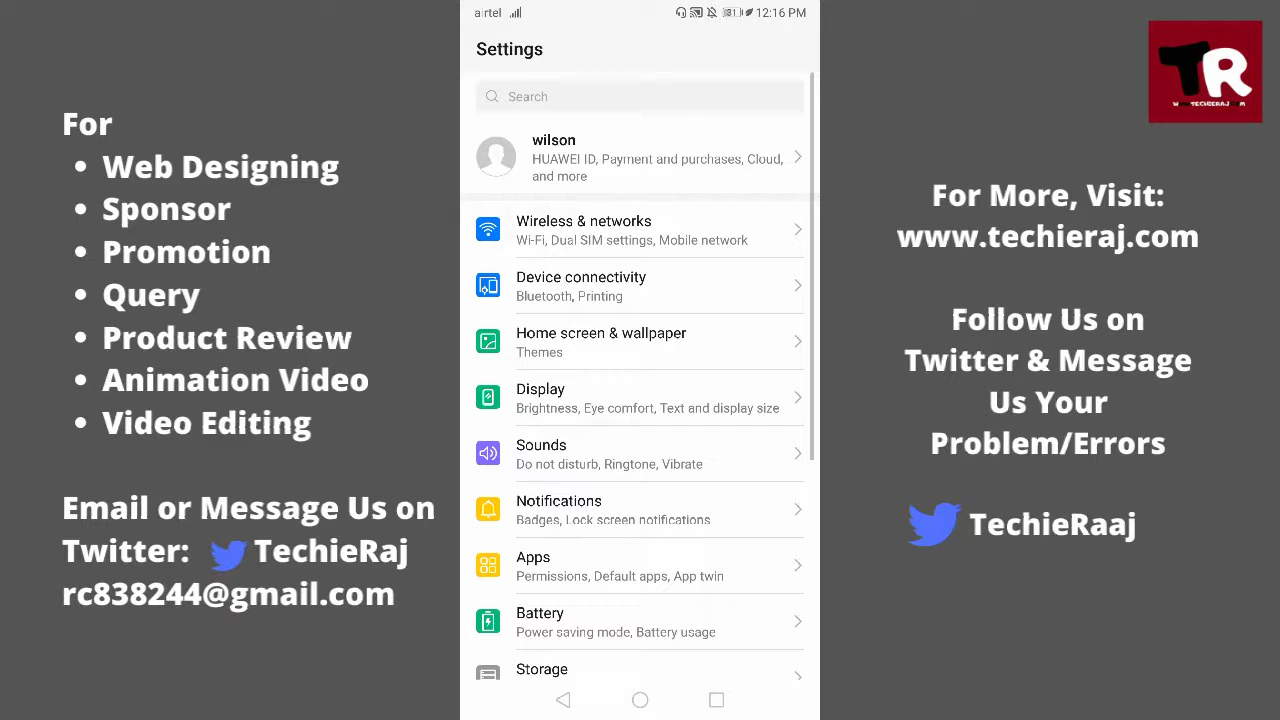 For
Web Designing
Sponsor
Promotion
Query
Product Review
Animation Video
Video Editing
Email or Message Us on
Twitter: TechieRaj
rc838244@gmail.com
airtel 31 12:16 PM
Settings
Search
wilson
HUAWEI ID, Payment and purchases, Cloud,
and more
Wireless & networks
Wi-Fi, Dual SIM settings, Mobile network
Device connectivity
Bluetooth, Printing
Home screen & wallpaper
Themes
Display
Brightness, Eye comfort, Text and display size
Sounds
Do not disturb, Ringtone, Vibrate
Notifications
Badges, Lock screen notifications
Apps
Permissions, Default apps, App twin
Battery
Power saving mode, Battery usage
Storage
TR
For More, Visit:
www.techieraj.com
Follow Us on
Twitter & Message
Us Your
Problem/Errors
TechieRaaj